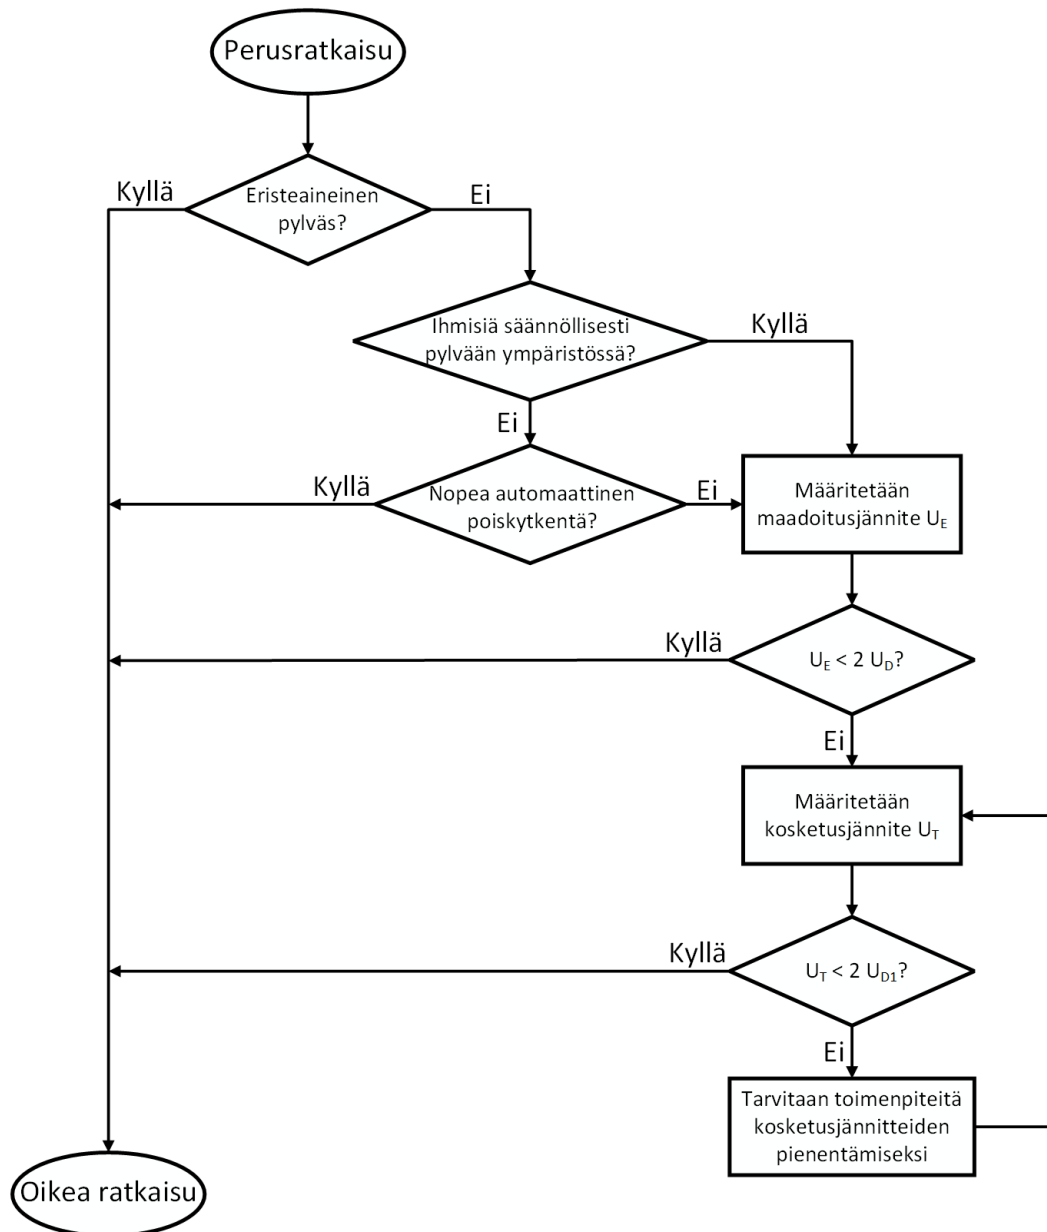 Perusratkaisu
Kyllä
Eristeaineinen
pylväs?
Ei
Ihmisiä säännöllisesti
pylvään ympäristössä?
Kyllä
Ei
Kyllä
Nopea automaattinen
poiskytkentä?
Ei
Määritetään
maadoitusjännite UE
Kyllä
UE < 2 UD?
Ei
Määritetään
kosketusjännite UT
Kyllä
UT < 2 UD1?
Ei
Tarvitaan toimenpiteitä
kosketusjännitteiden
pienentämiseksi
Oikea ratkaisu